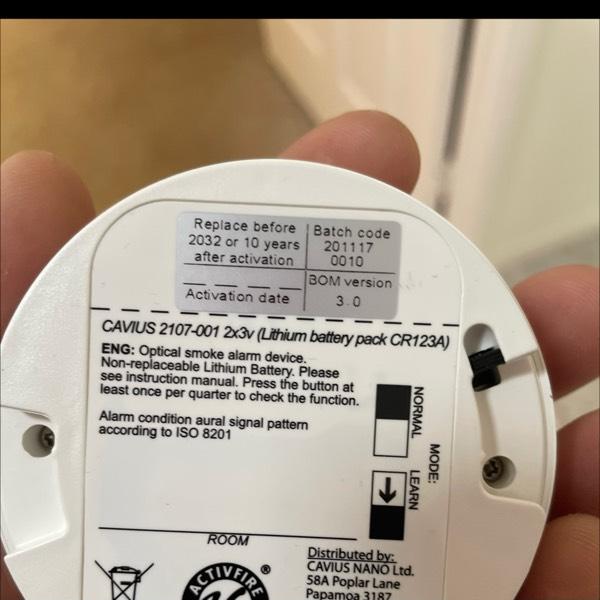 Replace before
2032 or 10 years
after activation
Activation date
Batch code
201117
0010
BOM version
3.0
CAVIUS 2107-001 2x3v (Lithium battery pack CR123A)
ENG: Optical smoke alarm device.
Non-replaceable Lithium Battery. Please
see instruction manual. Press the button at
least once per quarter to check the function.
Alarm condition aural signal pattern
according to ISO 8201
NORMAL
MODE:
LEARN
ROOM
ACTIVFIRE
®
Distributed by:
CAVIUS NANO Ltd.
58A Poplar Lane
Papamoa 3187